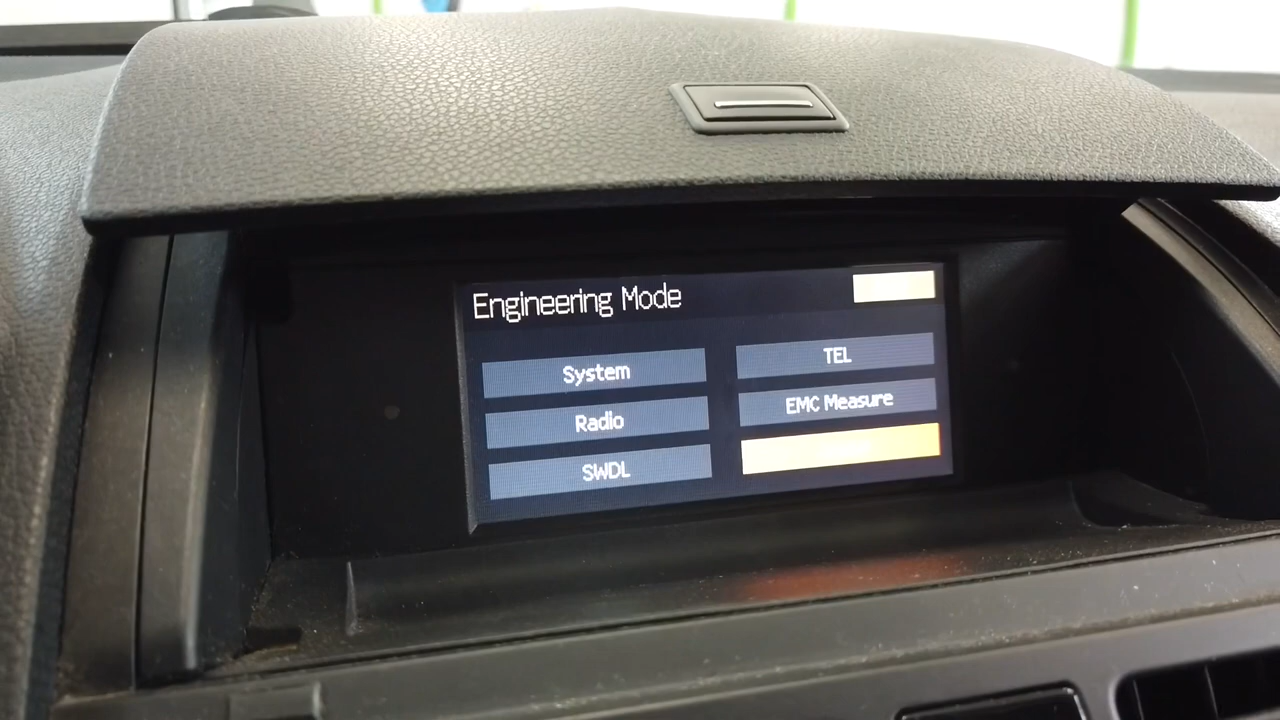 Engineering Mode
System
TEL
Radio
EMC Measure
SWDL